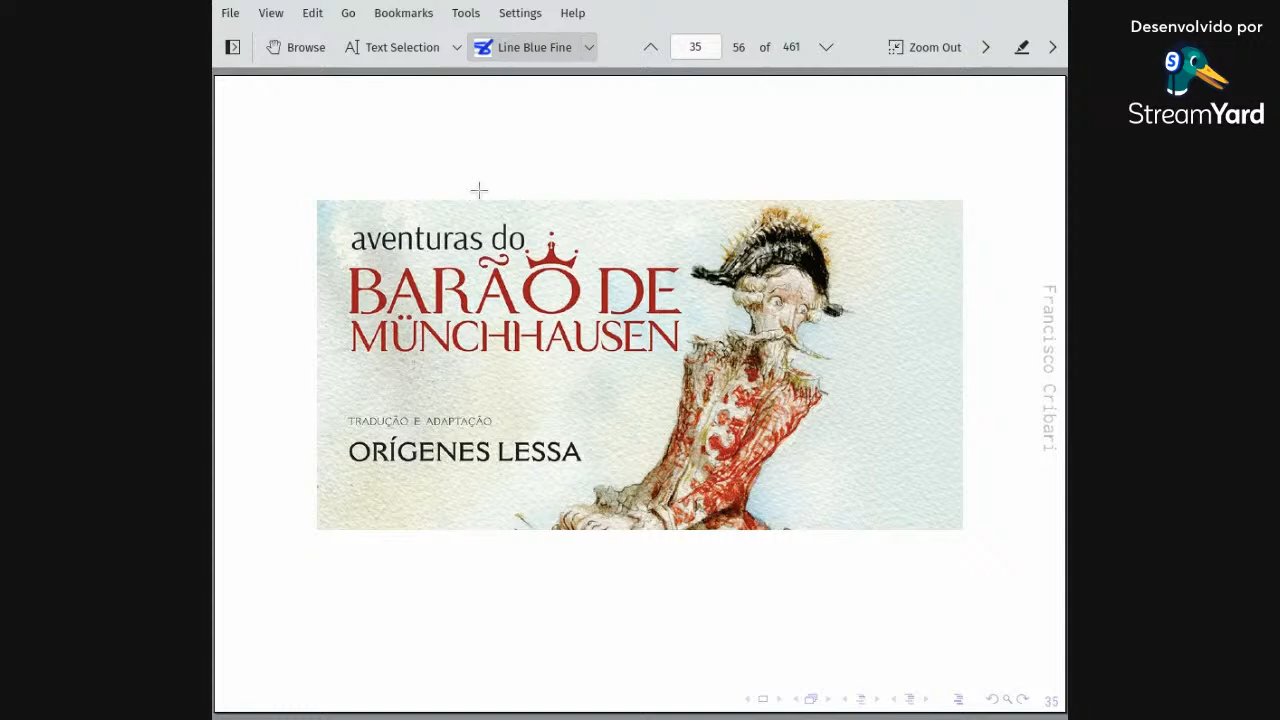 File View Edit Go Bookmarks Tools Settings Help
Browse Text Selection Line Blue Fine 35 56 of 461 Zoom Out
Desenvolvido por
StreamYard
aventuras do
BARÃO DE
MÜNCHHAUSEN
TRADUÇÃO E ADAPTAÇÃO
ORÍGENES LESSA
Francisco Cribari
35